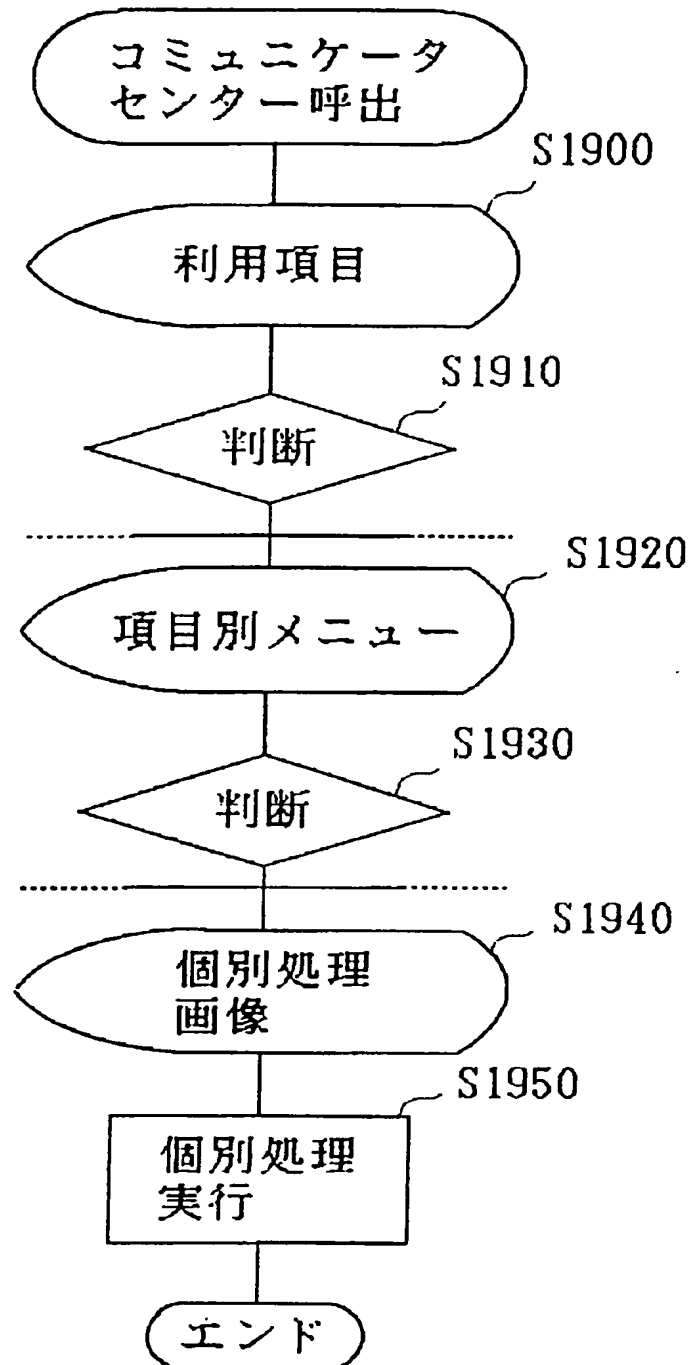 コミュニケータ
センター呼出
S1900
利用項目
S1910
判断
S1920
項目別メニュー
S1930
判断
S1940
個別処理
画像
S1950
個別処理
実行
エンド